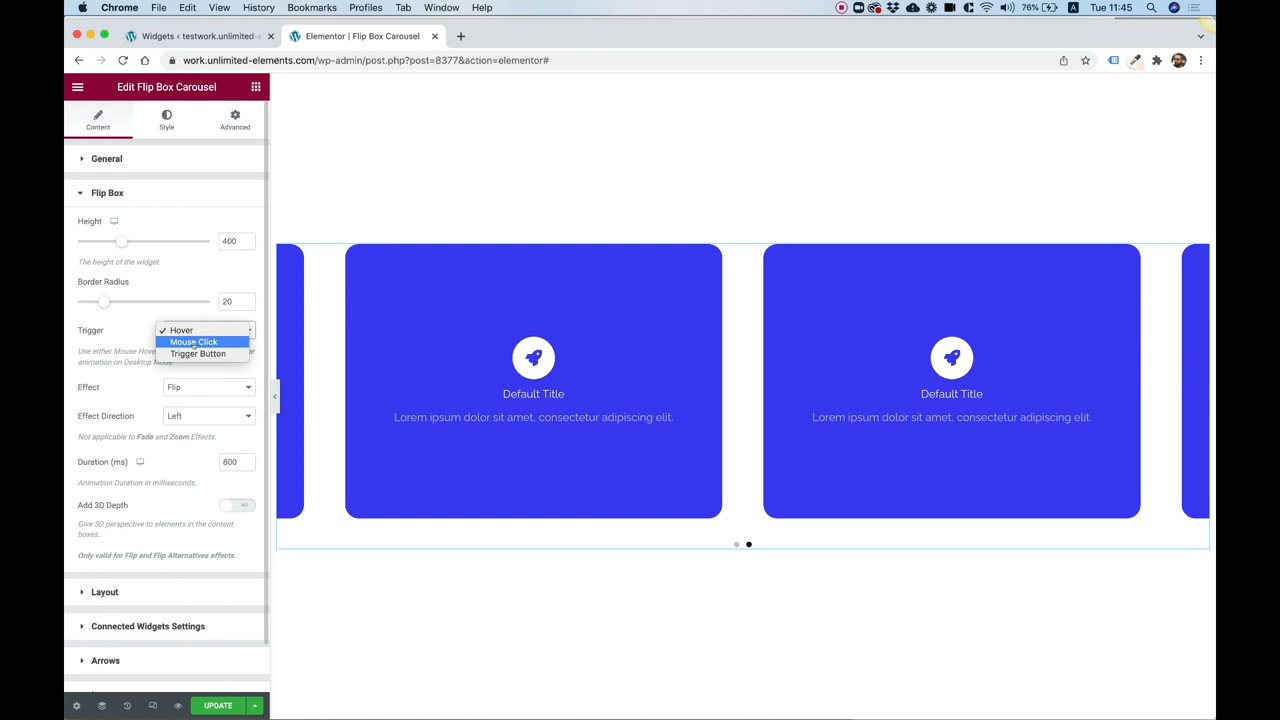 Chrome File Edit View History Bookmarks Profiles Tab Window Help 76% A Tue 11:45
Widgets ‹ testwork.unlimited-e
Elementor | Flip Box Carousel
work.unlimited-elements.com/wp-admin/post.php?post=8377&action=elementor#
Edit Flip Box Carousel
Content Style Advanced
General
Flip Box
Height
400
The height of the widget.
Border Radius
20
Trigger
Hover
Mouse Click
Trigger Button
Use either Mouse Hove
animation on Desktop Mode.
Effect Flip
Effect Direction Left
Not applicable to Fade and Zoom Effects.
Duration (ms) 800
Animation Duration in milliseconds.
Add 3D Depth NO
Give 3D perspective to elements in the content
boxes..
Only valid for Flip and Flip Alternatives effects.
Layout
Connected Widgets Settings
Arrows
UPDATE
Default Title
Lorem ipsum dolor sit amet, consectetur adipiscing elit.
Default Title
Lorem ipsum dolor sit amet, consectetur adipiscing elit.